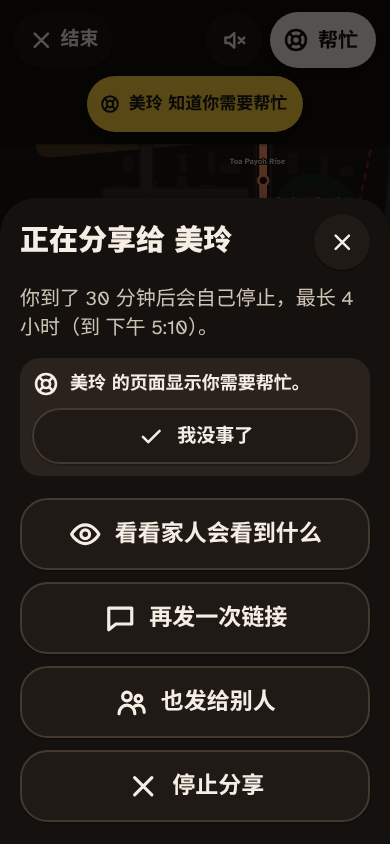 结束
帮忙
美玲 知道你需要帮忙
Toa Payoh Rise
正在分享给 美玲
你到了 30 分钟后会自己停止，最长 4
小时（到 下午 5:10）。
美玲 的页面显示你需要帮忙。
我没事了
看看家人会看到什么
再发一次链接
也发给别人
停止分享